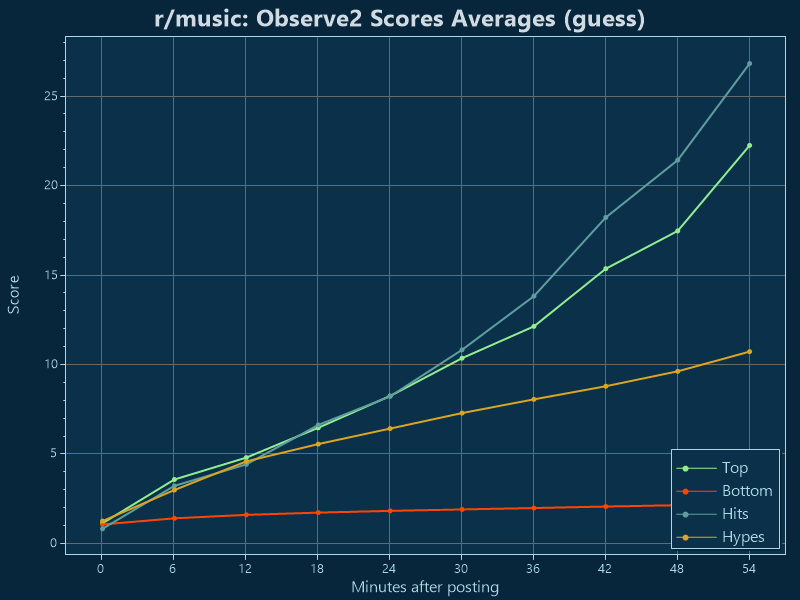 r/music: Observe2 Scores Averages (guess)
25
20
15
10
5
0
Score
0 6 12 18 24 30 36 42 48 54
Minutes after posting
Top
Bottom
Hits
Hypes